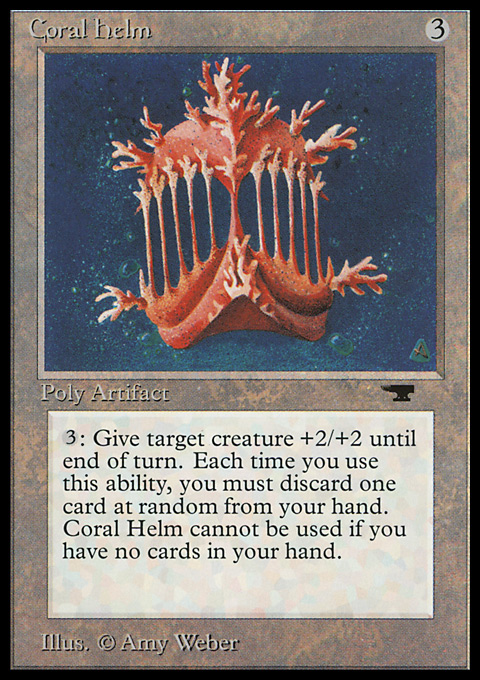 Coral Helm
3
Poly Artifact
3: Give target creature +2/+2 until
end of turn. Each time you use
this ability, you must discard one
card at random from your hand.
Coral Helm cannot be used if you
have no cards in your hand.
Illus. © Amy Weber